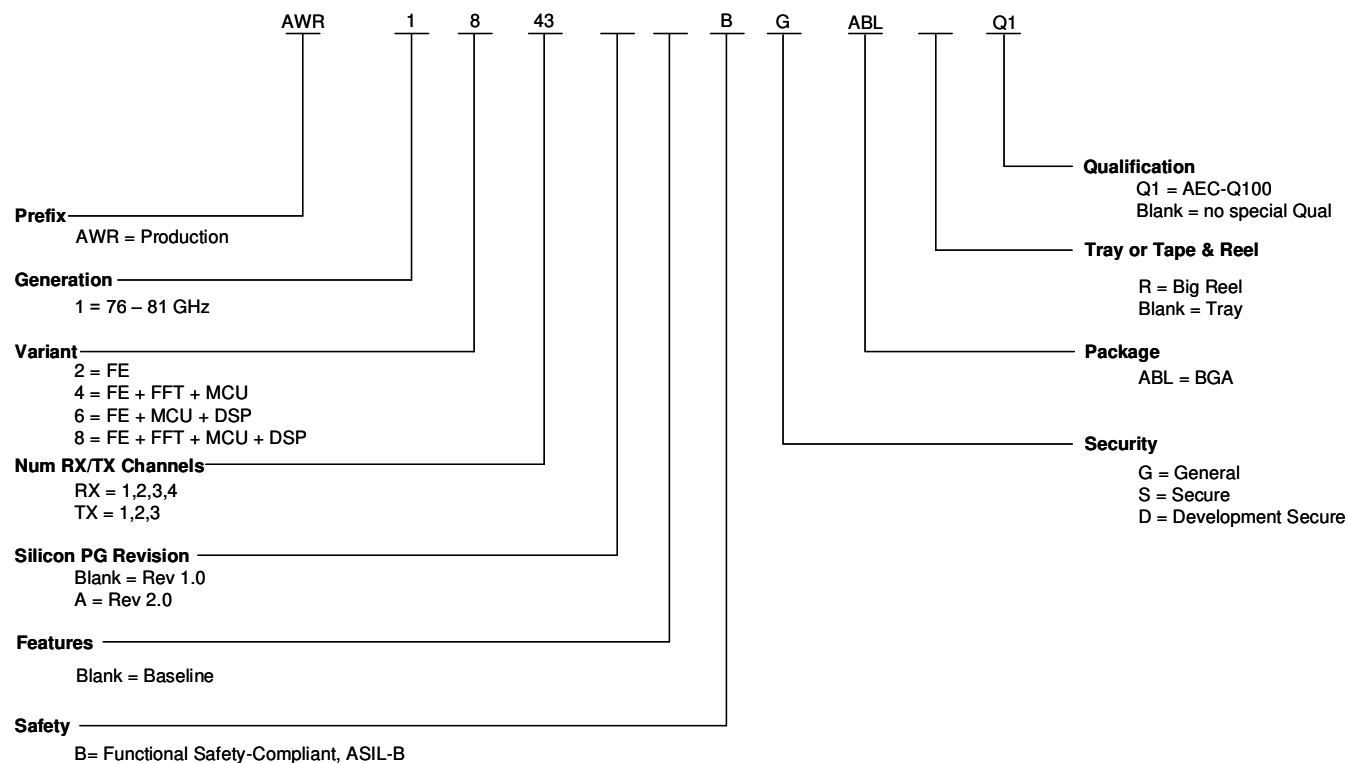 AWR 1 8 43 B G ABL Q1
Prefix
AWR = Production
Generation
1 = 76 – 81 GHz
Variant
2 = FE
4 = FE + FFT + MCU
6 = FE + MCU + DSP
8 = FE + FFT + MCU + DSP
Num RX/TX Channels
RX = 1,2,3,4
TX = 1,2,3
Silicon PG Revision
Blank = Rev 1.0
A = Rev 2.0
Features
Blank = Baseline
Safety
B= Functional Safety-Compliant, ASIL-B
Qualification
Q1 = AEC-Q100
Blank = no special Qual
Tray or Tape & Reel
R = Big Reel
Blank = Tray
Package
ABL = BGA
Security
G = General
S = Secure
D = Development Secure